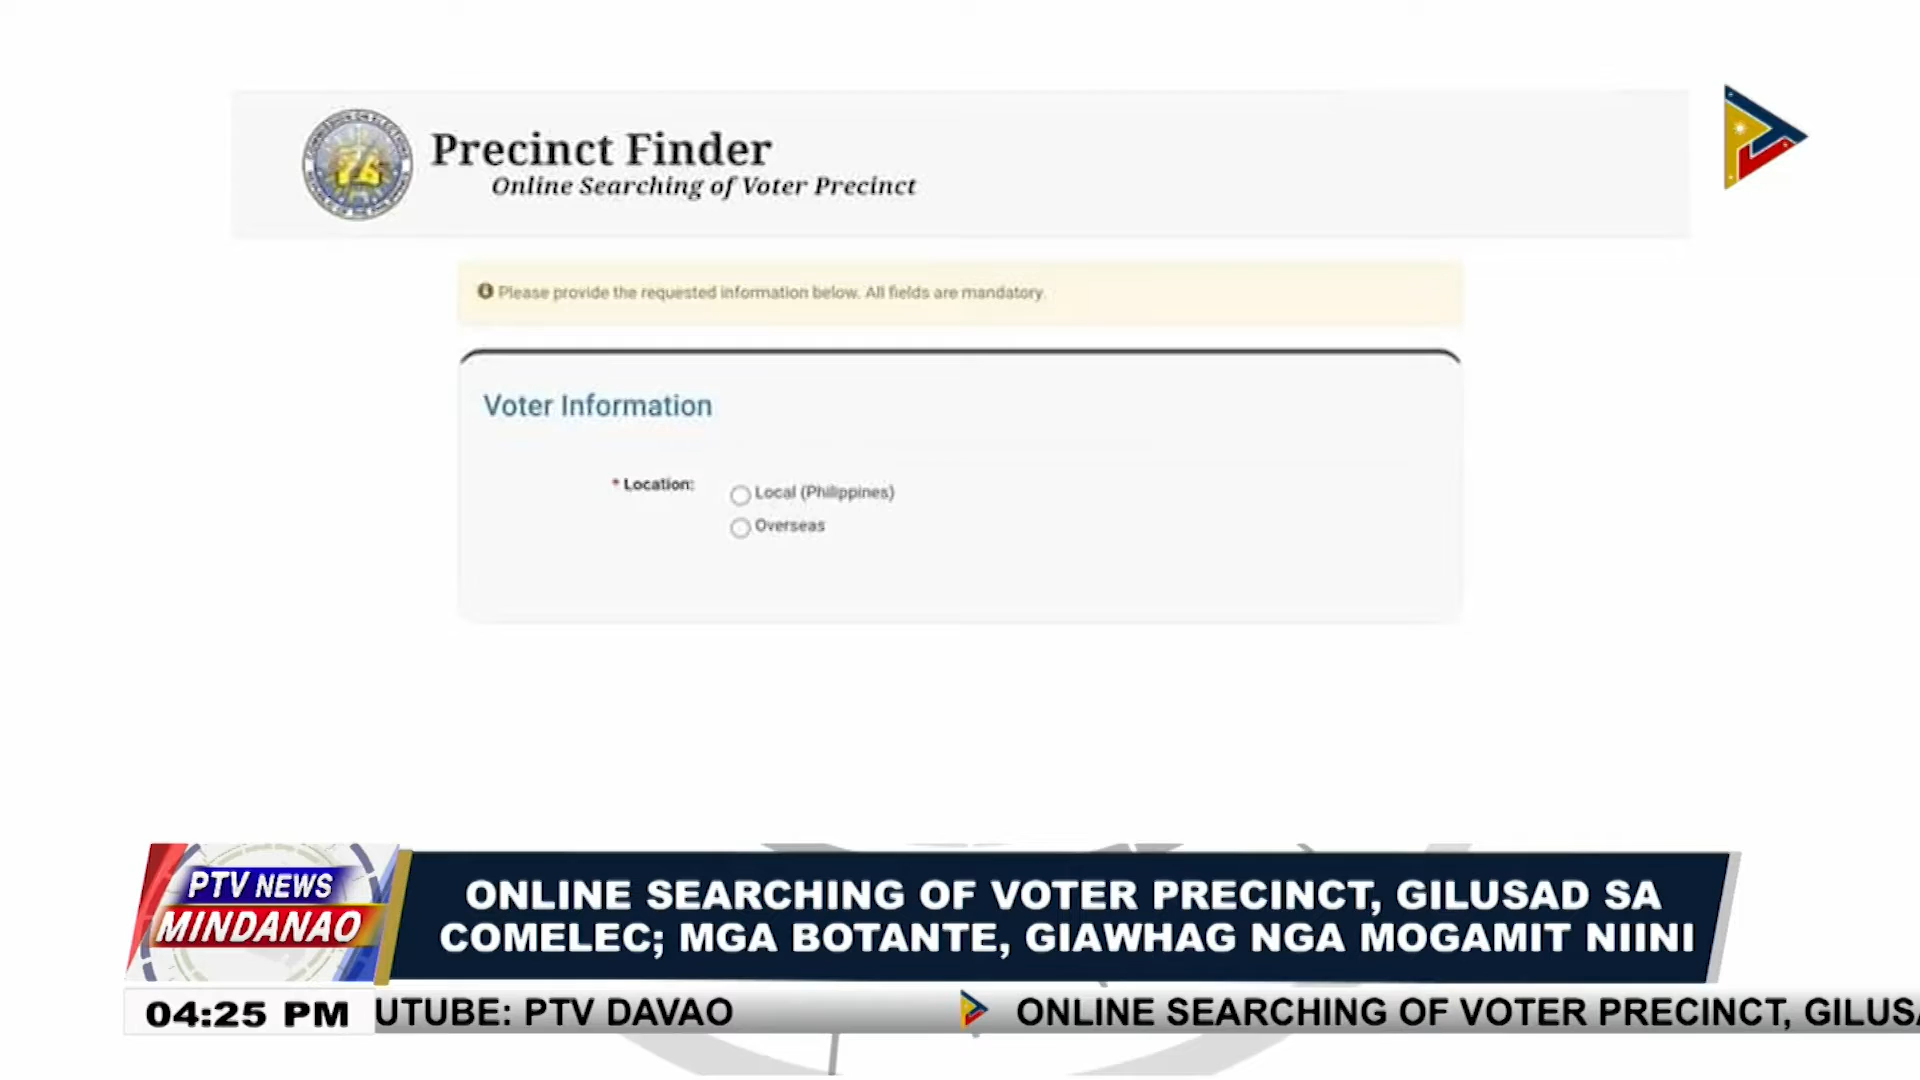 Precinct Finder
Online Searching of Voter Precinct
Please provide the requested information below. All fields are mandatory.
Voter Information
* Location:
Local (Philippines)
Overseas
PTV NEWS
MINDANAO
ONLINE SEARCHING OF VOTER PRECINCT, GILUSAD SA
COMELEC; MGA BOTANTE, GIAWHAG NGA MOGAMIT NIINI
04:25 PM
UTUBE: PTV DAVAO
ONLINE SEARCHING OF VOTER PRECINCT, GILUSA